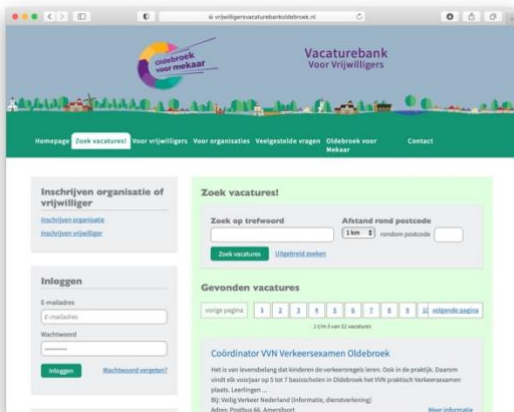 vrijwilligersvacaturebankoldebroek.nl
oldebroek
voor mekaar
Vacaturebank
Voor Vrijwilligers
Homepage Zoek vacatures! Voor vrijwilligers Voor organisaties Veelgestelde vragen Oldebroek voor Mekaar Contact
Inschrijven organisatie of
vrijwilliger
Inschrijven organisatie
Inschrijven vrijwilliger
Inloggen
E-mailadres
E-mailadres
Wachtwoord
Inloggen Wachtwoord vergeten?
Zoek vacatures!
Zoek op trefwoord Afstand rond postcode
1 km rondom postcode
Zoek vacatures Uitgebreid zoeken
Gevonden vacatures
vorige pagina 1 2 3 4 5 6 7 8 9 10 volgende pagina
1 t/m 5 van 52 vacatures
Coördinator VVN Verkeersexamen Oldebroek
Het is van levensbelang dat kinderen de verkeersregels leren. Ook in de praktijk. Daarom
vindt elk voorjaar op 5 tot 7 basisscholen in Oldebroek het VVN praktisch Verkeersexamen
plaats. Leerlingen ...
Bij: Veilig Verkeer Nederland (Informatie, dienstverlening)
Adres: Postbus 66, Amersfoort Meer informatie